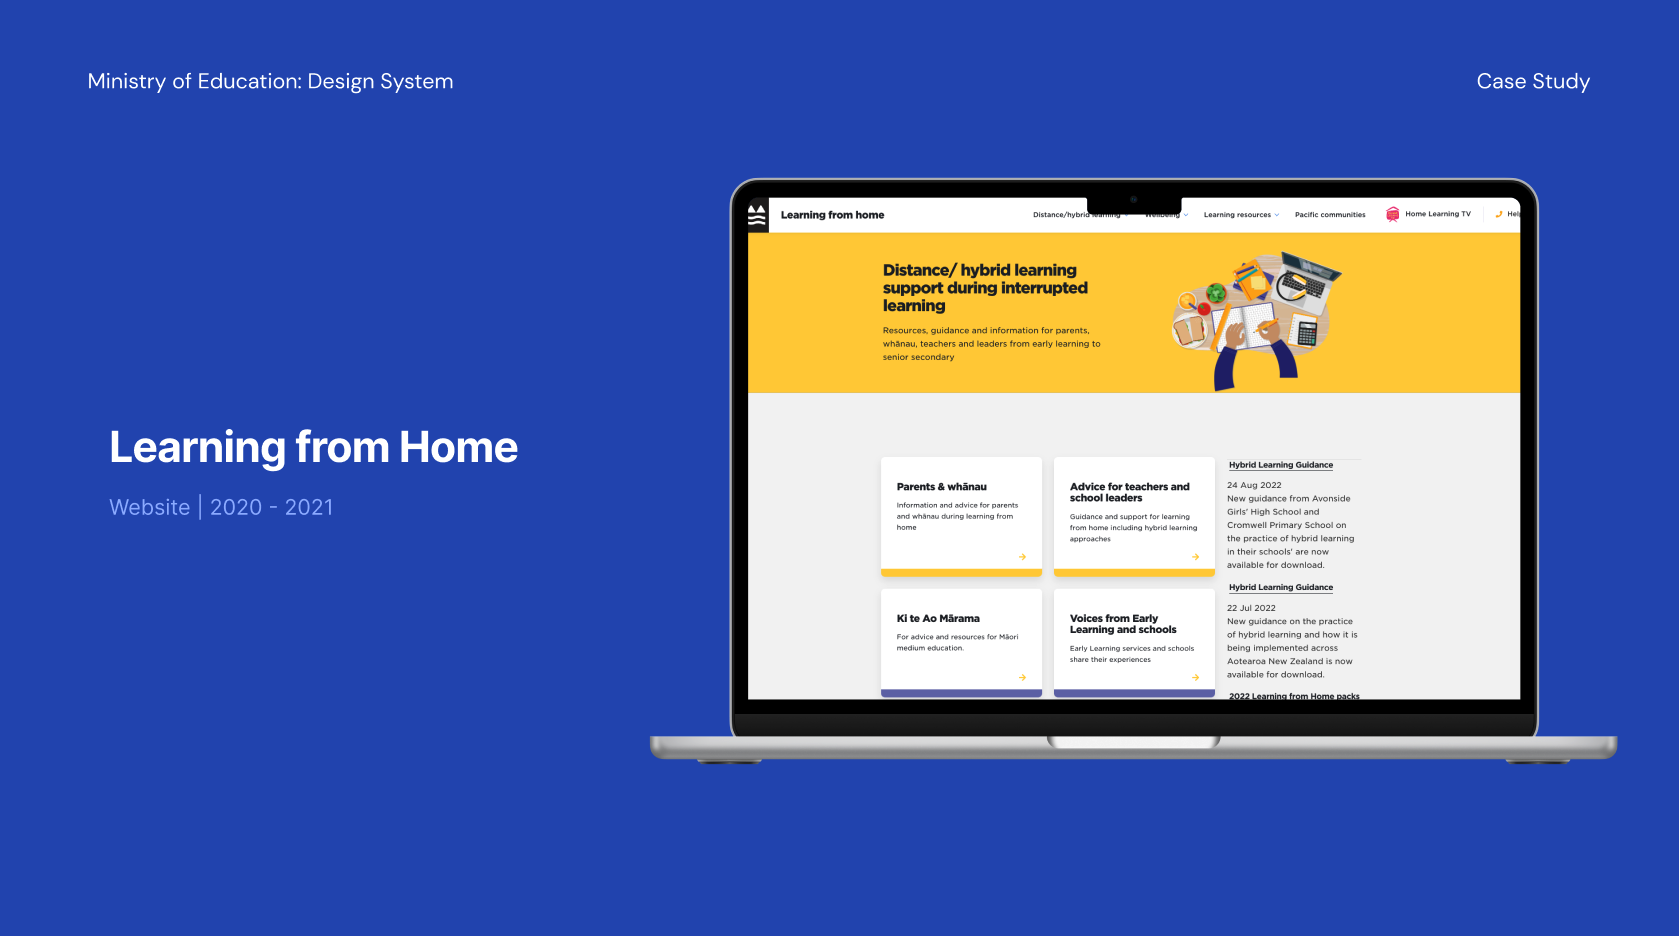 Ministry of Education: Design System
Case Study
Learning from Home
Website | 2020 - 2021
Learning from home
Distance/hybrid learning
Wellbeing
Learning resources
Pacific communities
Home Learning TV
Distance/ hybrid learning
support during interrupted
learning
Resources, guidance and information for parents,
whānau, teachers and leaders from early learning to
senior secondary
Parents & whānau
Information and advice for parents
and whānau during learning from
home
Advice for teachers and
school leaders
Guidance and support for learning
from home including hybrid learning
approaches
Ki te Ao Mārama
For advice and resources for Māori
medium education.
Voices from Early
Learning and schools
Early Learning services and schools
share their experiences
Hybrid Learning Guidance
24 Aug 2022
New guidance from Avonside
Girls' High School and
Cromwell Primary School on
the practice of hybrid learning
in their schools' are now
available for download.
Hybrid Learning Guidance
22 Jul 2022
New guidance on the practice
of hybrid learning and how it is
being implemented across
Aotearoa New Zealand is now
available for download.
2022 Learning from Home packs